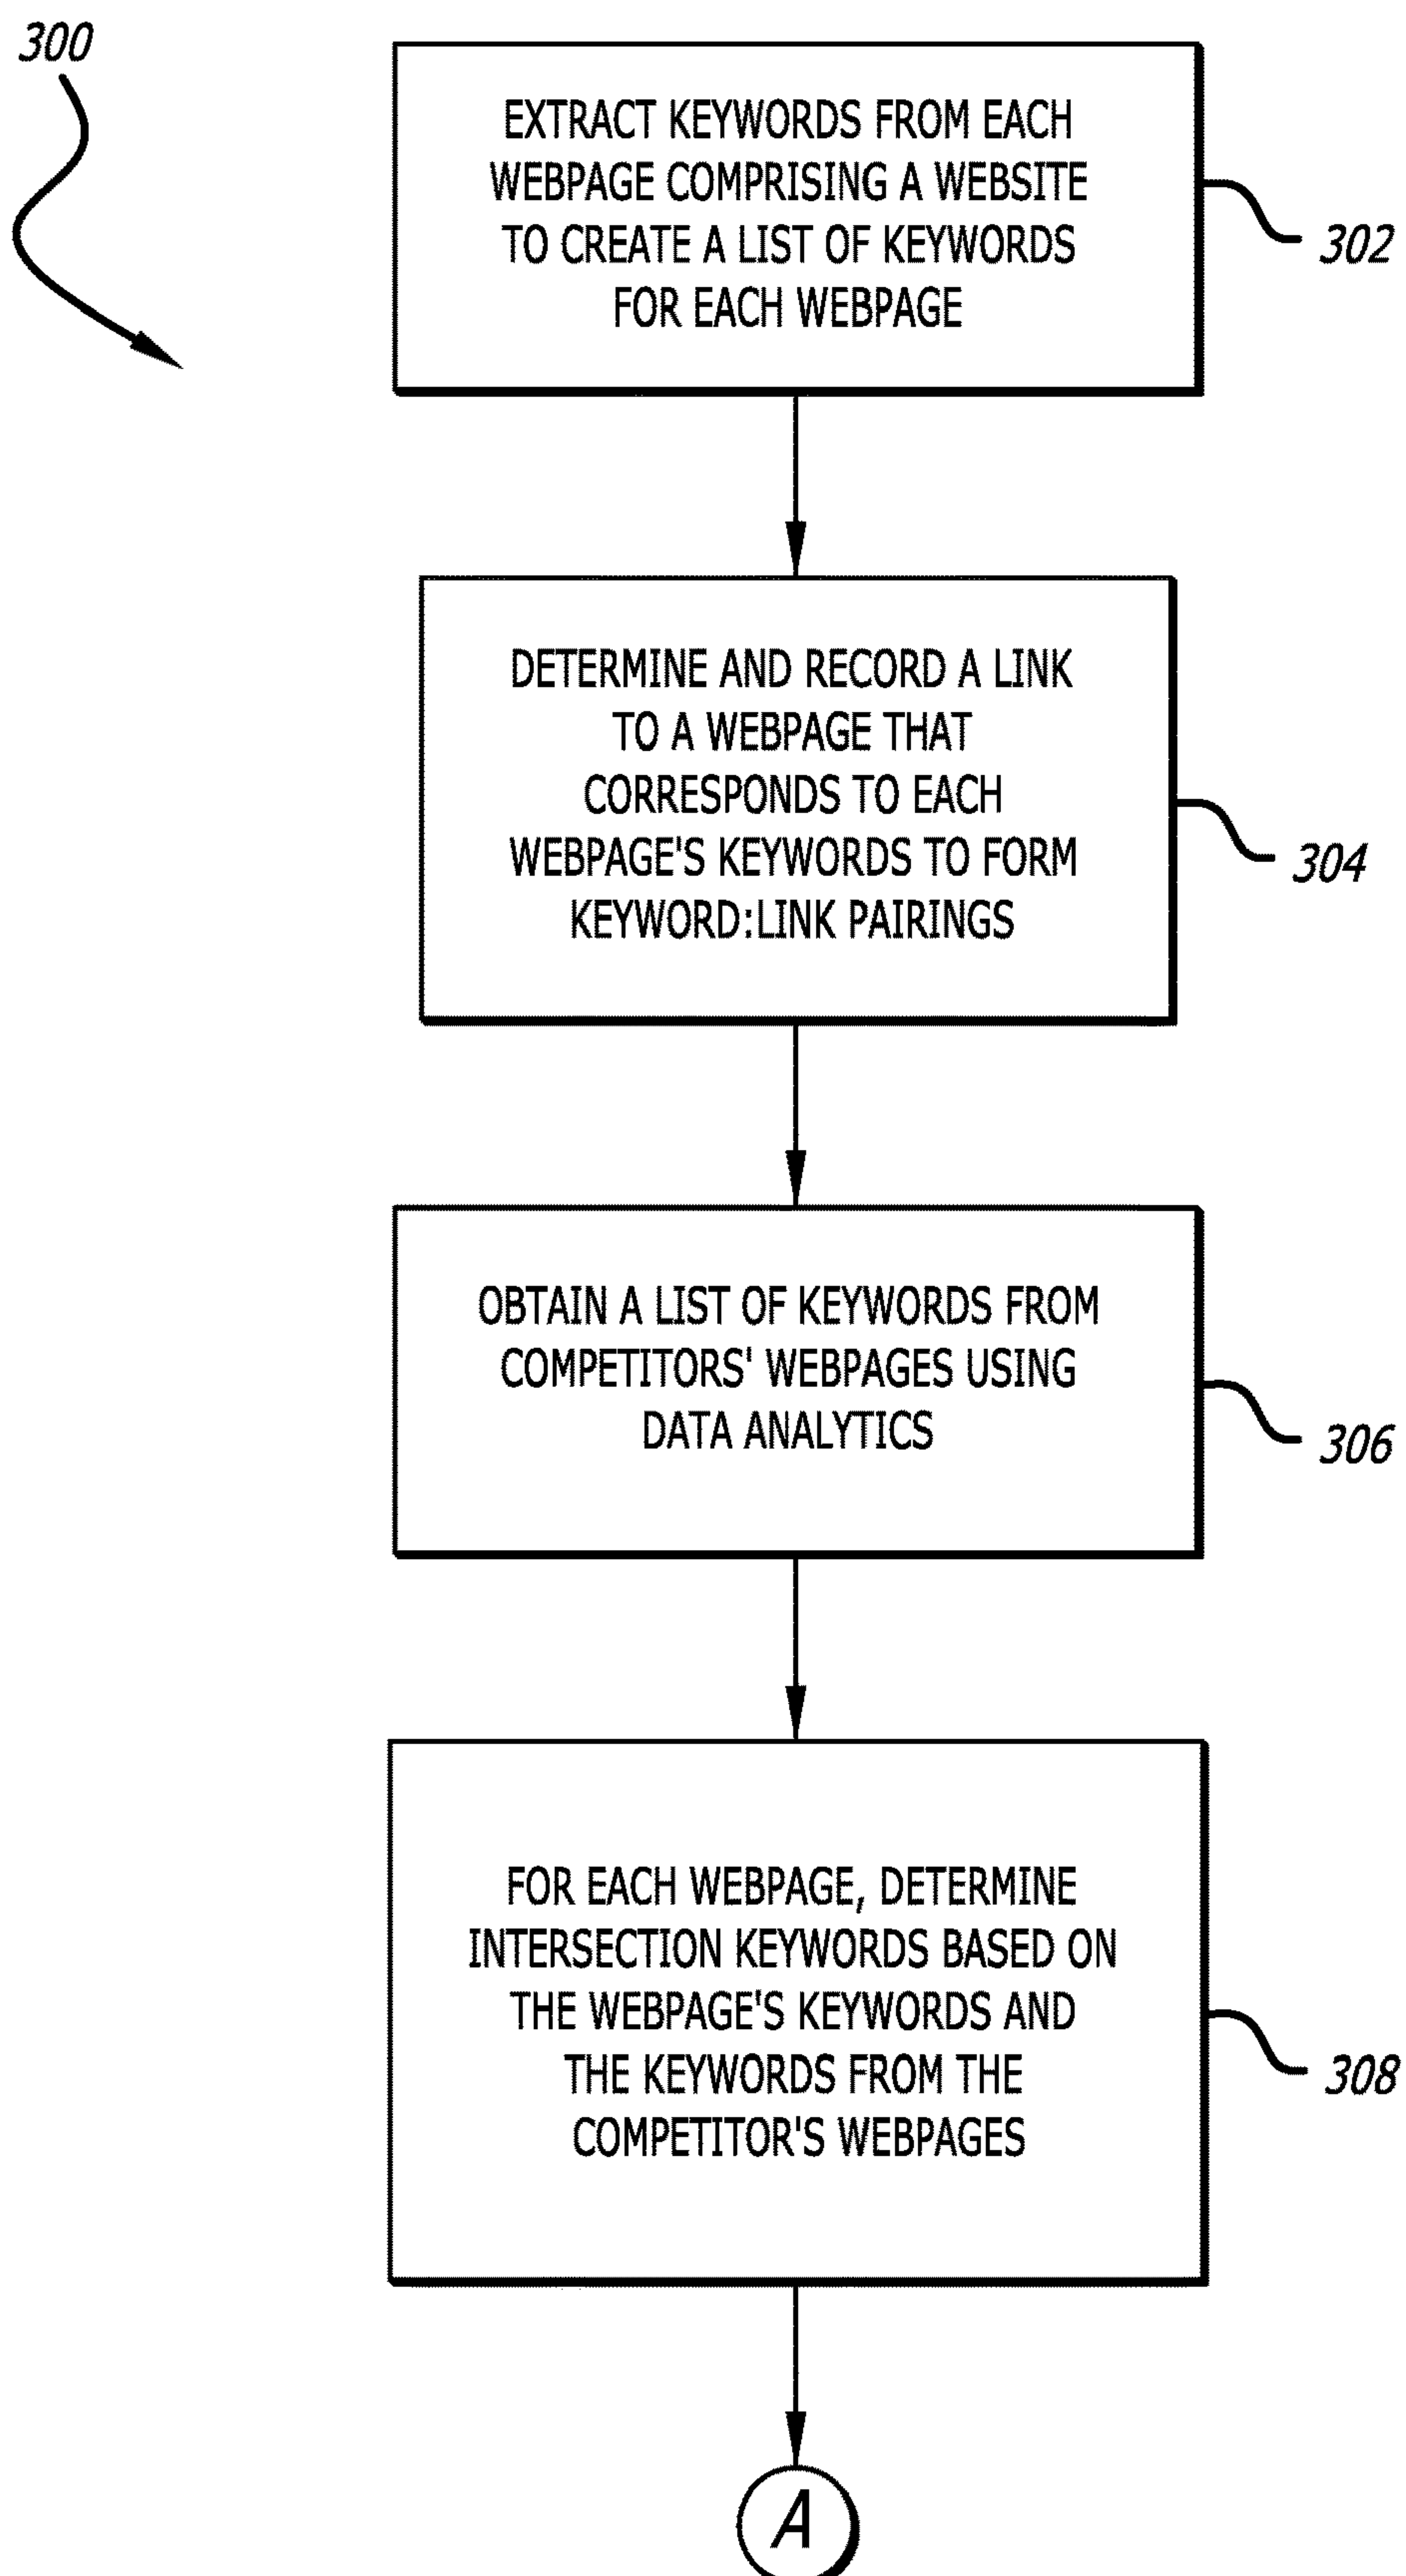 300
EXTRACT KEYWORDS FROM EACH
WEBPAGE COMPRISING A WEBSITE
TO CREATE A LIST OF KEYWORDS
FOR EACH WEBPAGE
302
DETERMINE AND RECORD A LINK
TO A WEBPAGE THAT
CORRESPONDS TO EACH
WEBPAGE'S KEYWORDS TO FORM
KEYWORD:LINK PAIRINGS
304
OBTAIN A LIST OF KEYWORDS FROM
COMPETITORS' WEBPAGES USING
DATA ANALYTICS
306
FOR EACH WEBPAGE, DETERMINE
INTERSECTION KEYWORDS BASED ON
THE WEBPAGE'S KEYWORDS AND
THE KEYWORDS FROM THE
COMPETITOR'S WEBPAGES
308
A